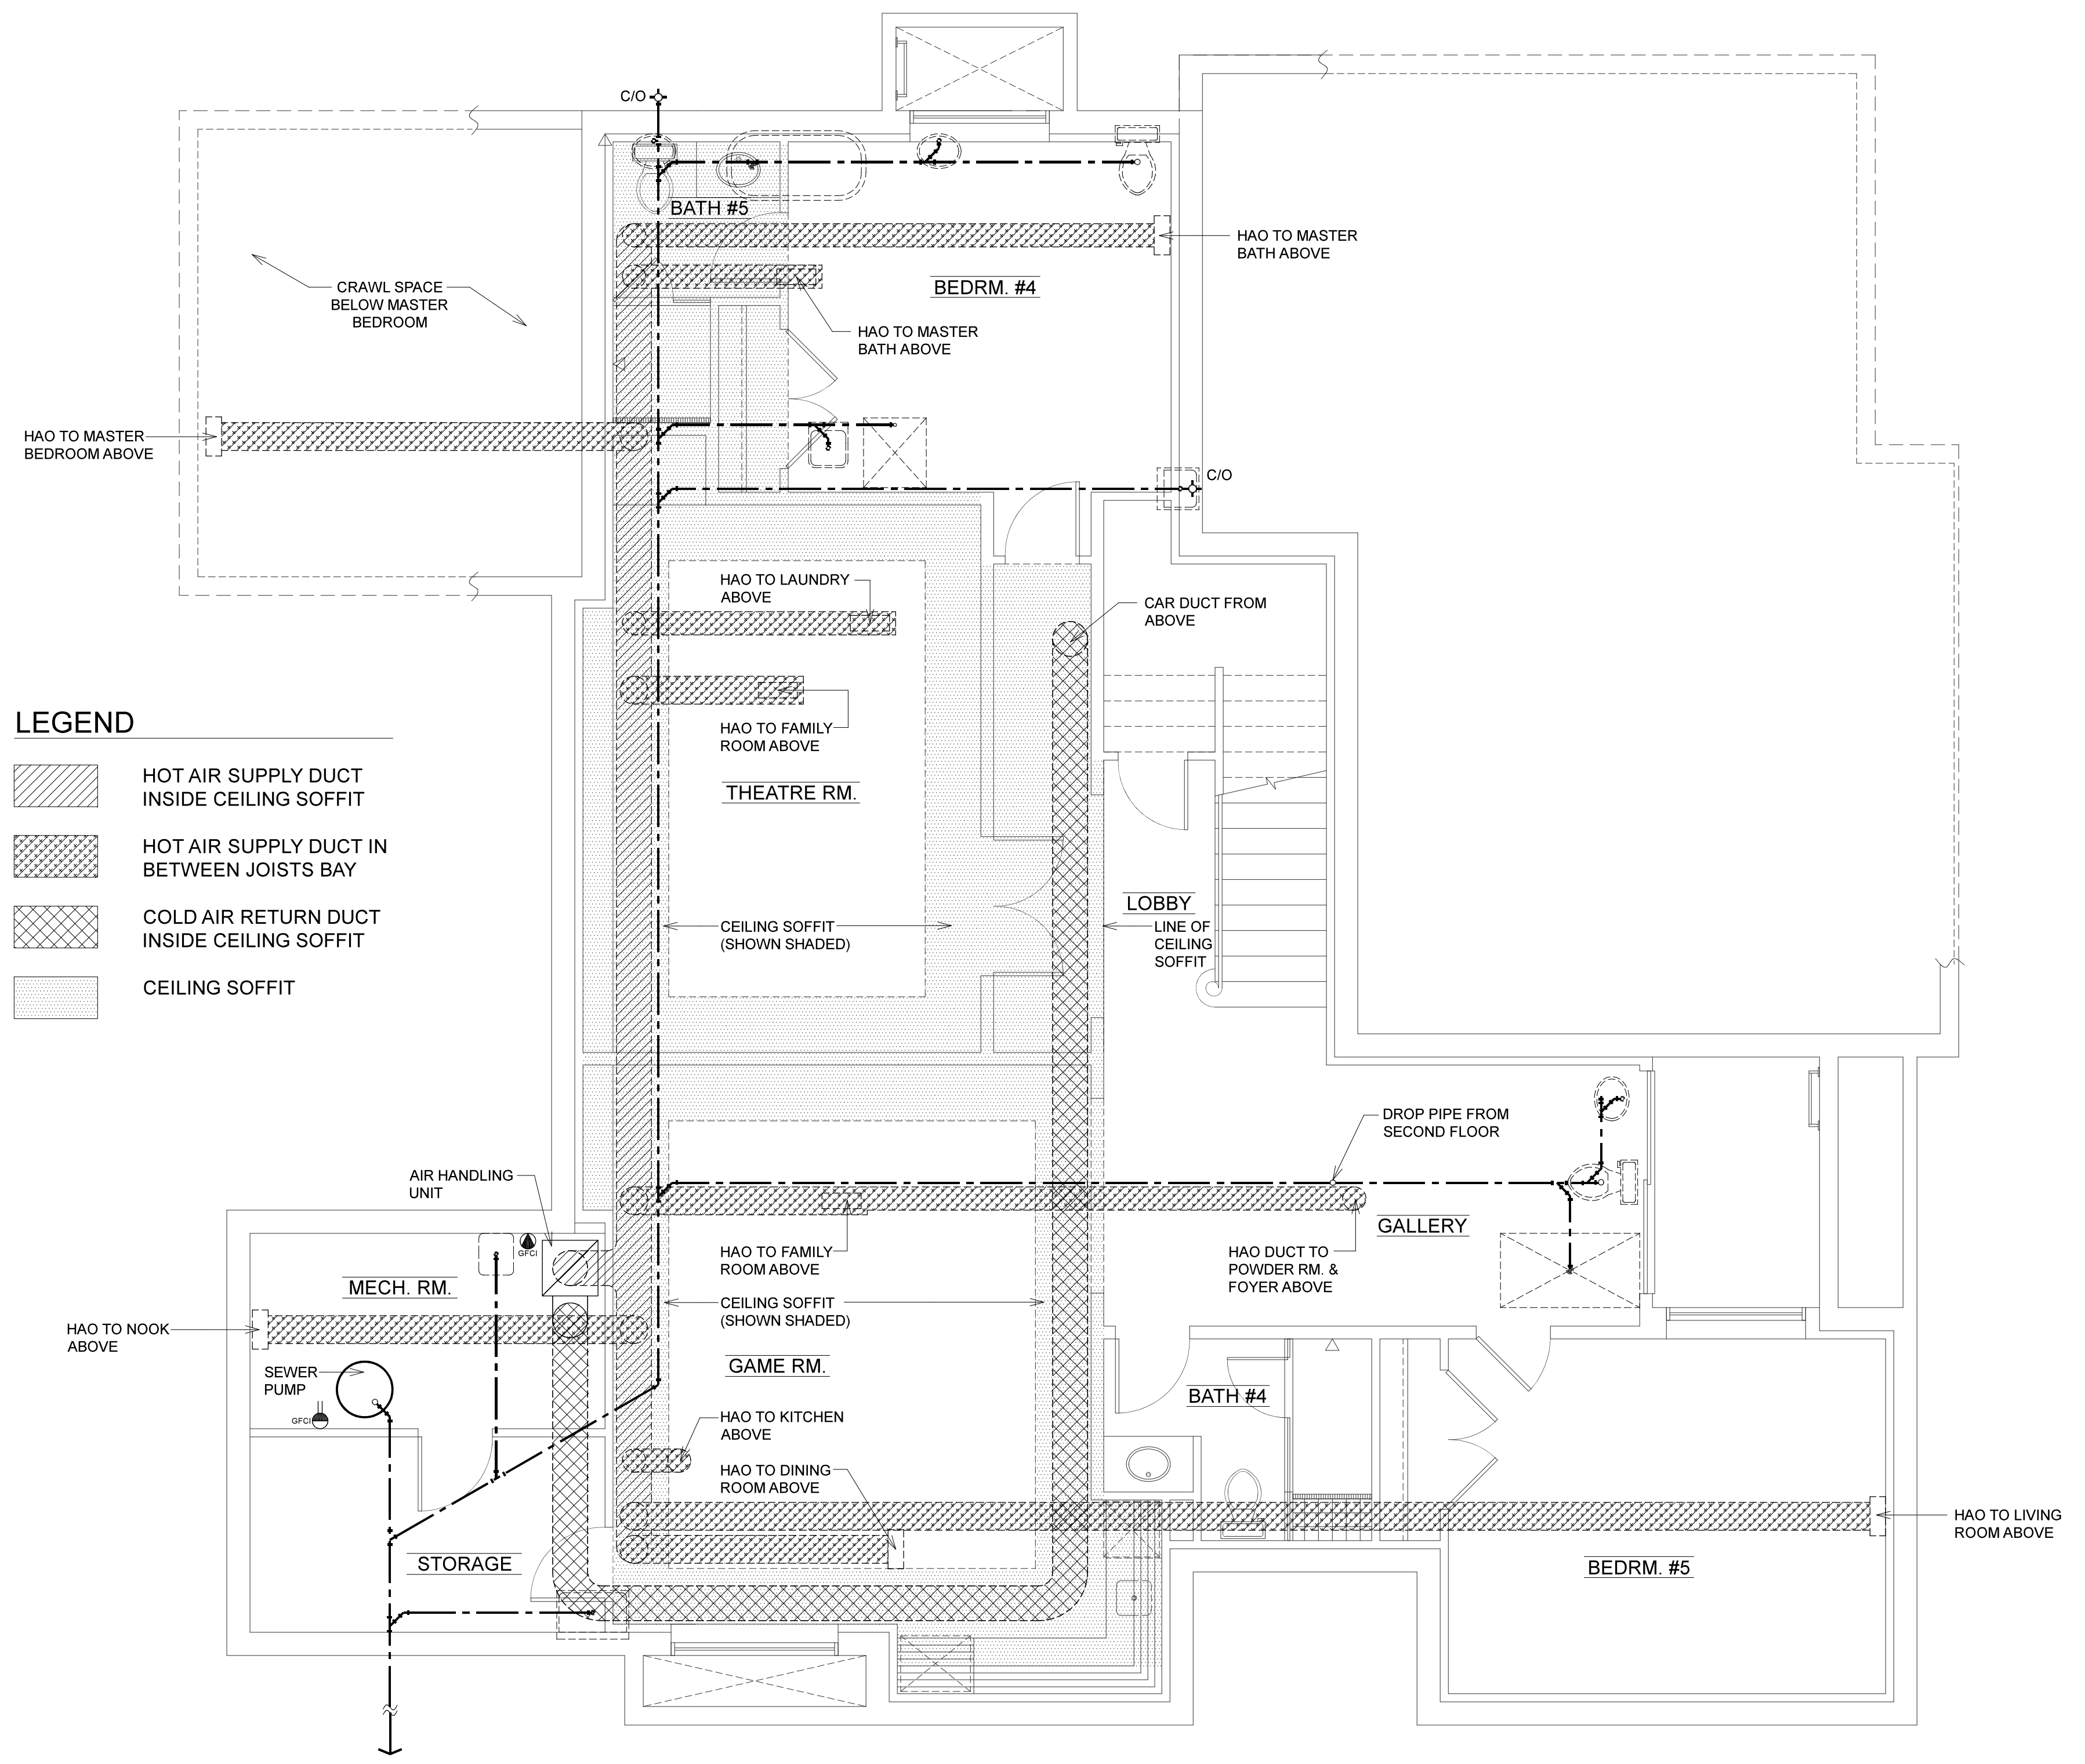 C/O
BATH #5
HAO TO MASTER
BATH ABOVE
CRAWL SPACE
BELOW MASTER
BEDROOM
BEDRM. #4
HAO TO MASTER
BATH ABOVE
HAO TO MASTER
BEDROOM ABOVE
C/O
HAO TO LAUNDRY
ABOVE
CAR DUCT FROM
ABOVE
HAO TO FAMILY
ROOM ABOVE
LEGEND
HOT AIR SUPPLY DUCT
INSIDE CEILING SOFFIT
HOT AIR SUPPLY DUCT IN
BETWEEN JOISTS BAY
COLD AIR RETURN DUCT
INSIDE CEILING SOFFIT
CEILING SOFFIT
THEATRE RM.
LOBBY
CEILING SOFFIT
(SHOWN SHADED)
LINE OF
CEILING
SOFFIT
DROP PIPE FROM
SECOND FLOOR
AIR HANDLING
UNIT
GALLERY
GFCI
HAO TO FAMILY
ROOM ABOVE
HAO DUCT TO
POWDER RM. &
FOYER ABOVE
MECH. RM.
CEILING SOFFIT
(SHOWN SHADED)
HAO TO NOOK
ABOVE
GAME RM.
SEWER
PUMP
GFCI
BATH #4
HAO TO KITCHEN
ABOVE
HAO TO DINING
ROOM ABOVE
HAO TO LIVING
ROOM ABOVE
STORAGE
BEDRM. #5